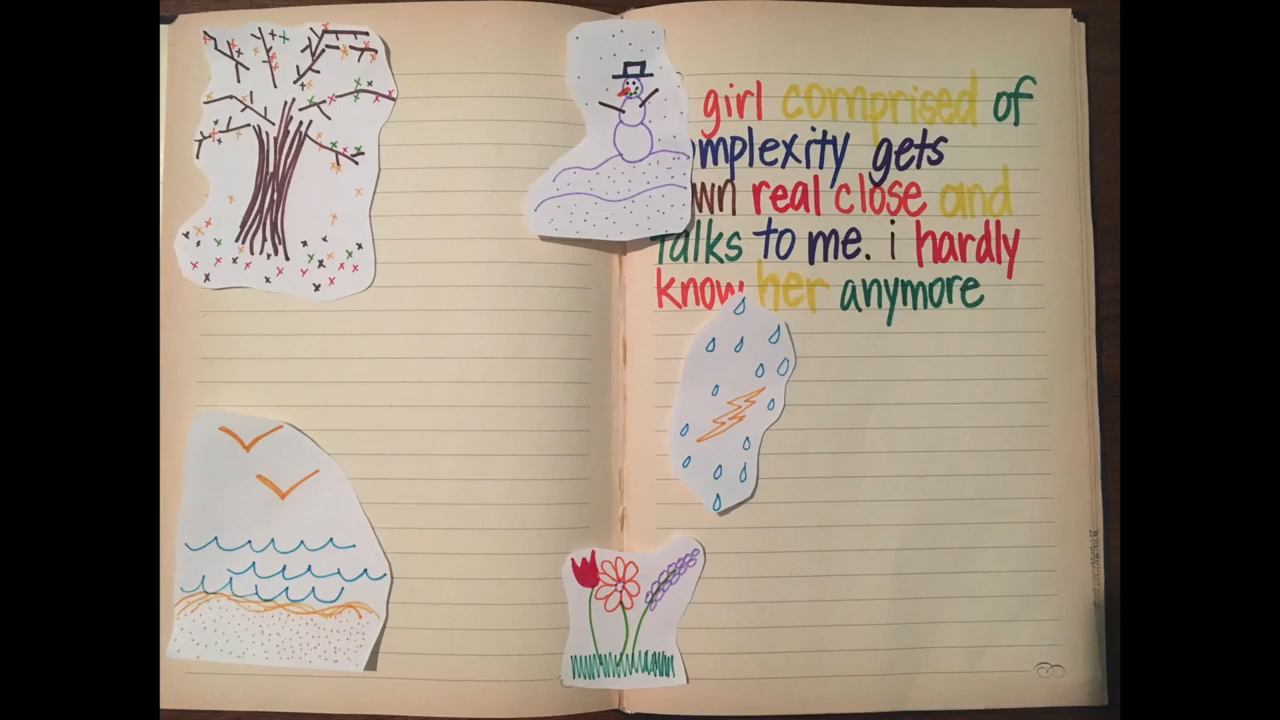 girl comprised of
mplexity gets
wn real close and
talks to me. i hardly
know her anymore